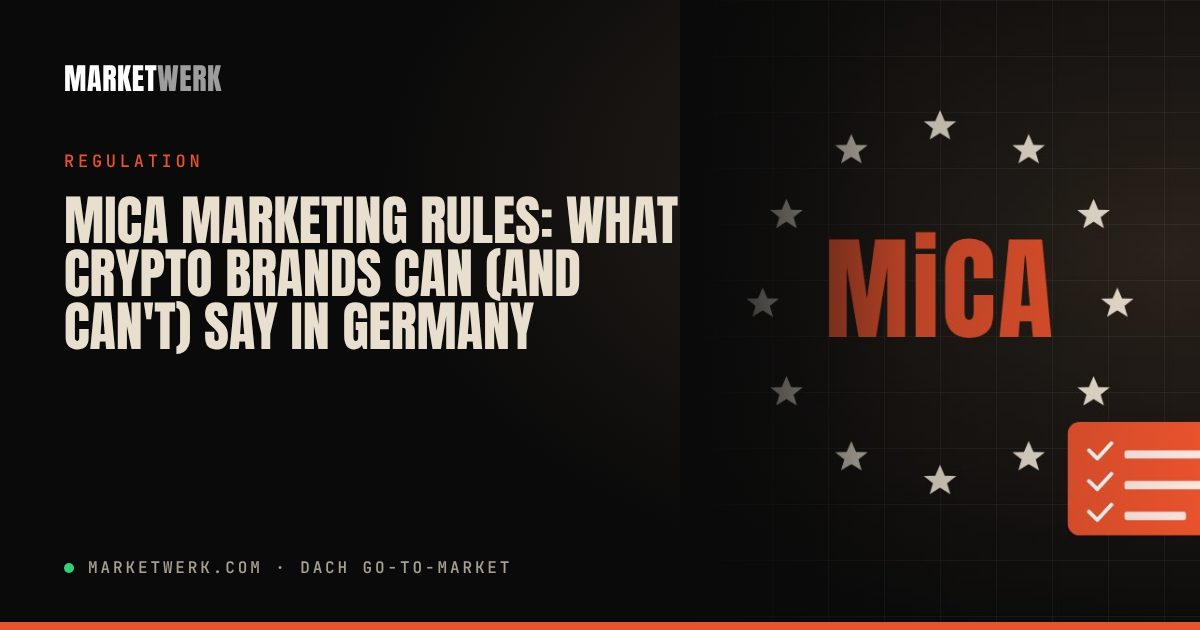 MARKETWERK
REGULATION
MICA MARKETING RULES: WHAT
CRYPTO BRANDS CAN (AND
CAN'T) SAY IN GERMANY
MiCA
MARKETWERK.COM · DACH GO-TO-MARKET